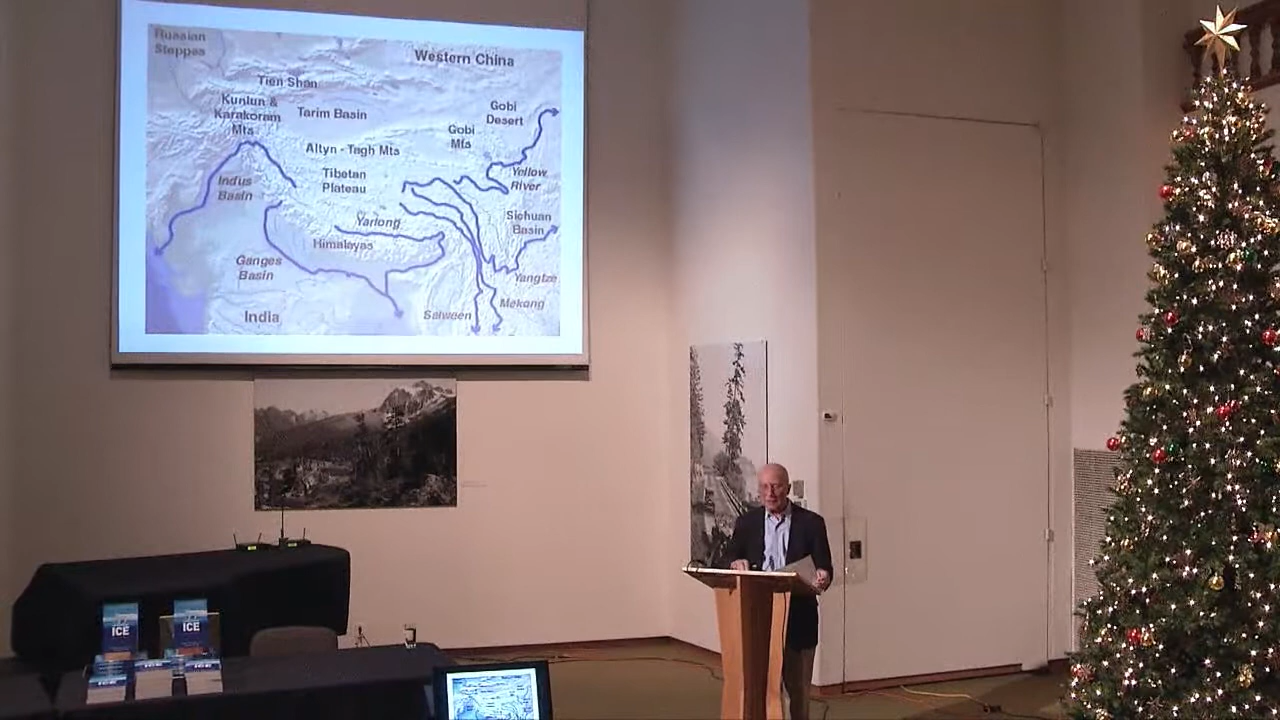 Russian
Steppes
Western China
Tien Shan
Kunlun &
Karakoram
Mts
Tarim Basin
Gobi
Desert
Gobi
Mts
Altyn - Tagh Mts
Tibetan
Plateau
Indus
Basin
Yellow
River
Sichuan
Basin
Yarlong
Himalayas
Ganges
Basin
Yangtze
Mekong
Salween
India
ICE
ICE